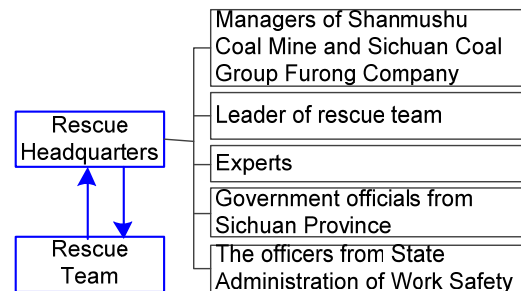 Managers of Shanmushu
Coal Mine and Sichuan Coal
Group Furong Company
Rescue
Headquarters
Leader of rescue team
Experts
Government officials from
Sichuan Province
Rescue
Team
The officers from State
Administration of Work Safety